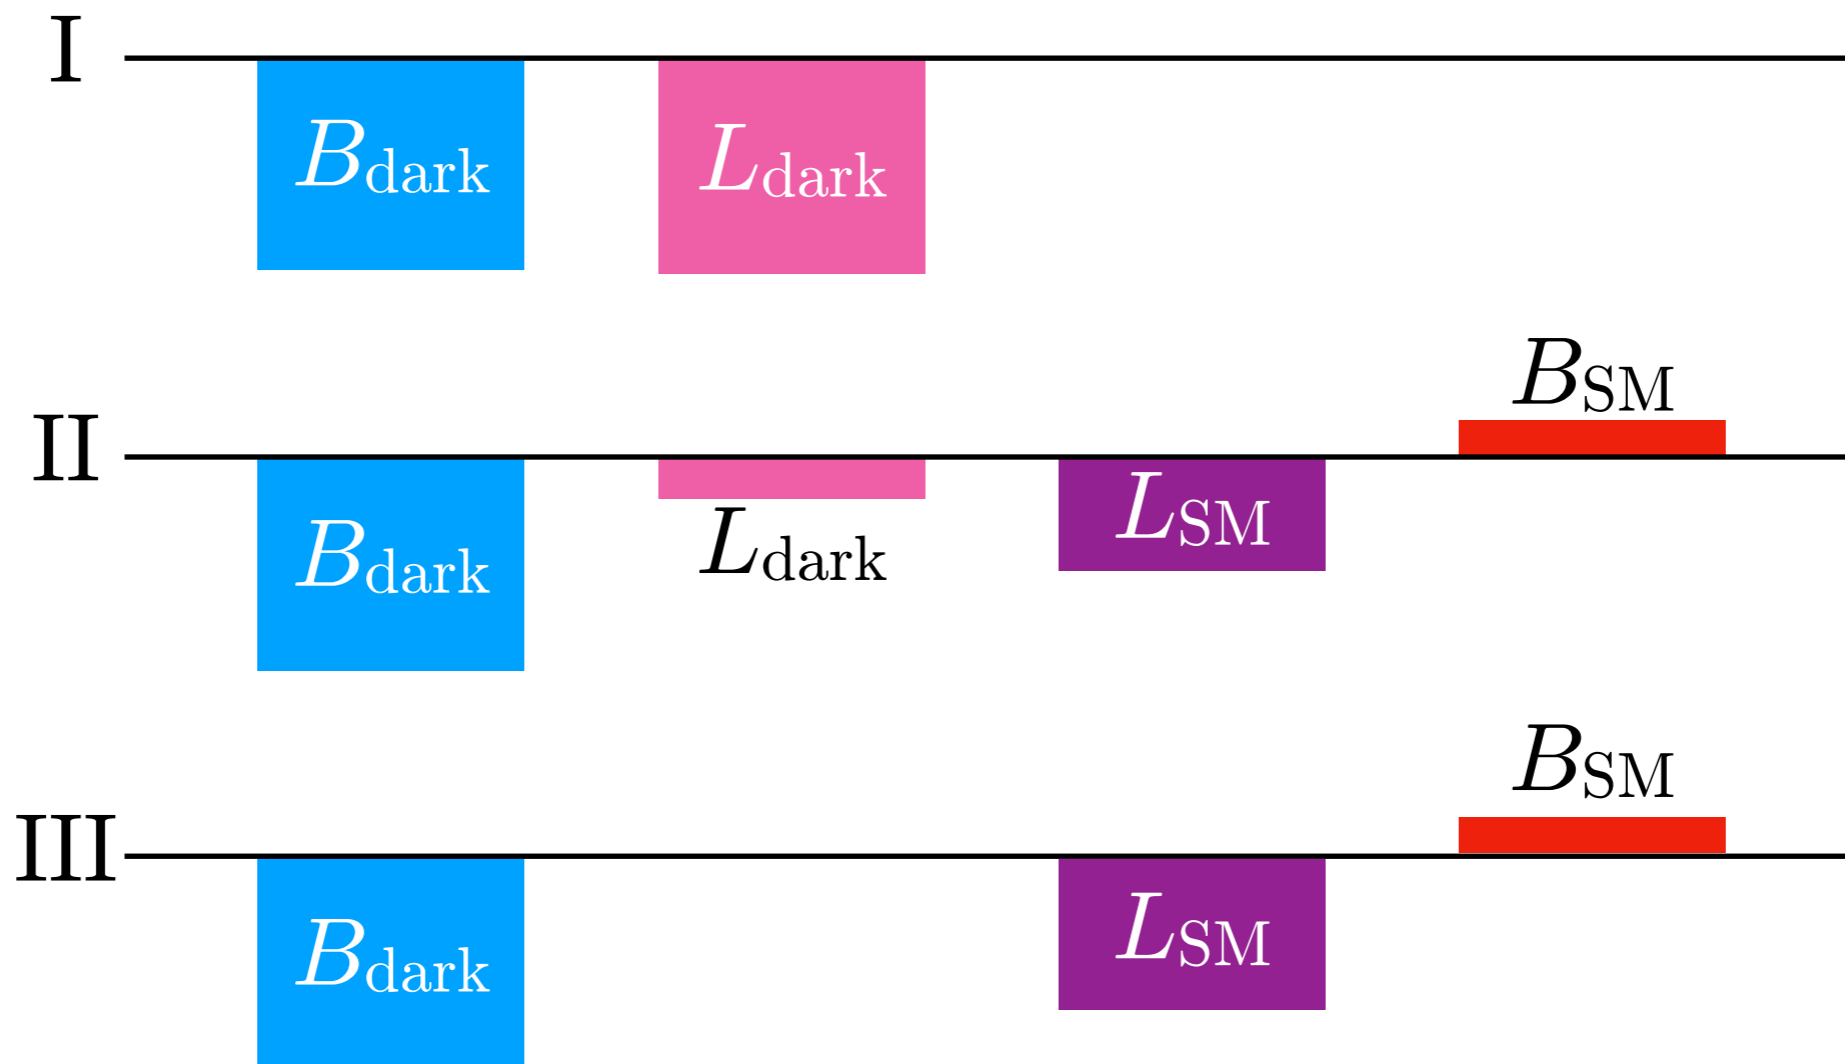 I
B_dark L_dark
B_SM
II
B_dark L_dark L_SM
B_SM
III
B_dark L_SM